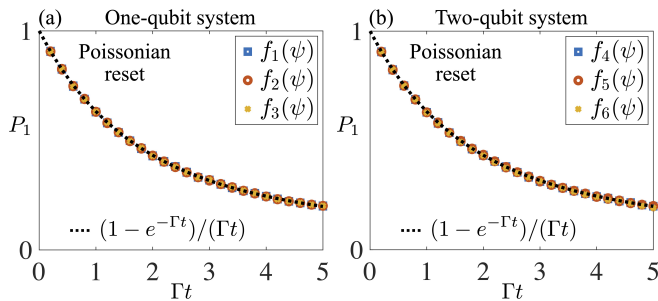 (a) One-qubit system
Poissonian
reset
f₁(ψ)
f₂(ψ)
f₃(ψ)
P₁
1
0
(1 − e^{−Γt})/(Γt)
0 1 2 3 4 5
Γt
(b) Two-qubit system
Poissonian
reset
f₄(ψ)
f₅(ψ)
f₆(ψ)
P₁
1
0
(1 − e^{−Γt})/(Γt)
0 1 2 3 4 5
Γt